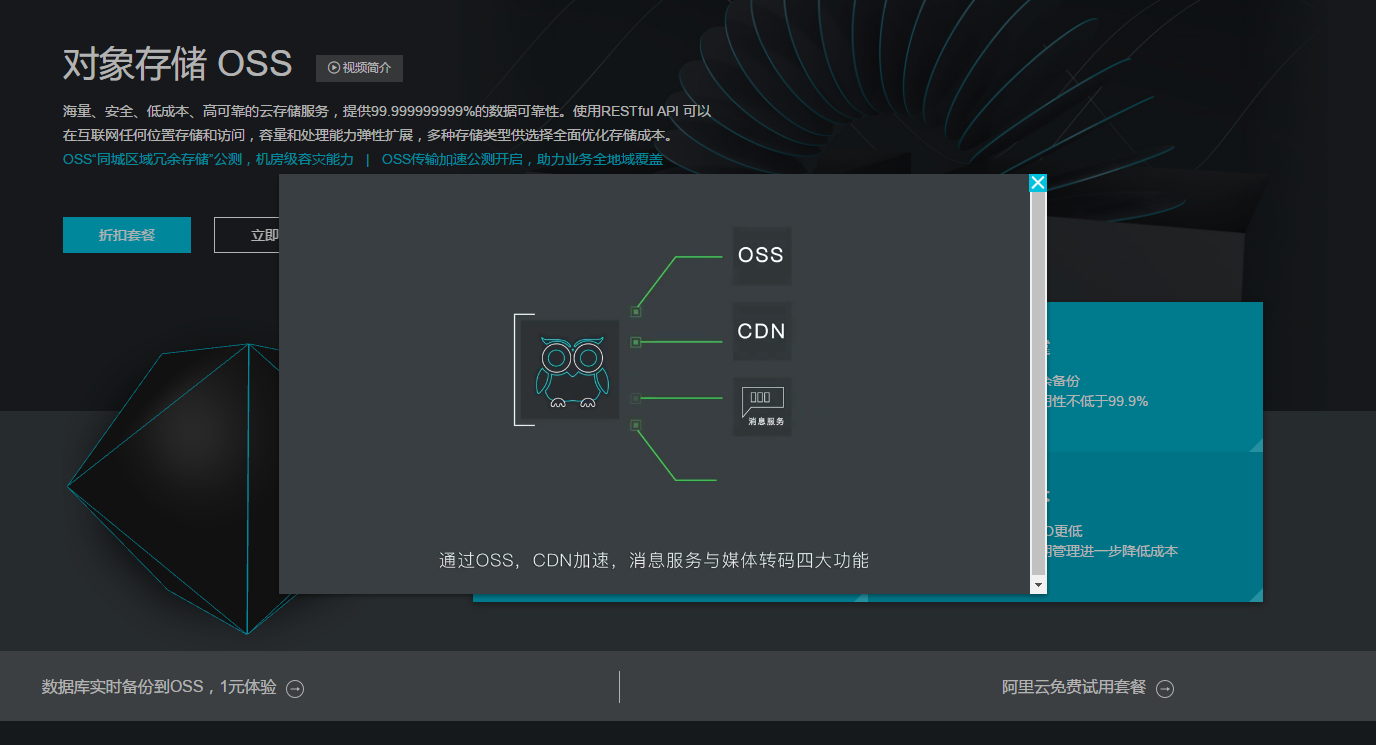 对象存储 OSS
视频简介
海量、安全、低成本、高可靠的云存储服务，提供99.999999999%的数据可靠性。使用RESTful API 可以
在互联网任何位置存储和访问，容量和处理能力弹性扩展，多种存储类型供选择全面优化存储成本。
OSS“同城区域冗余存储”公测，机房级容灾能力 | OSS传输加速公测开启，助力业务全地域覆盖
折扣套餐
立即
OSS
CDN
消息服务
通过OSS，CDN加速，消息服务与媒体转码四大功能
备份
性不低于99.9%
更低
管理进一步降低成本
数据库实时备份到OSS，1元体验
阿里云免费试用套餐